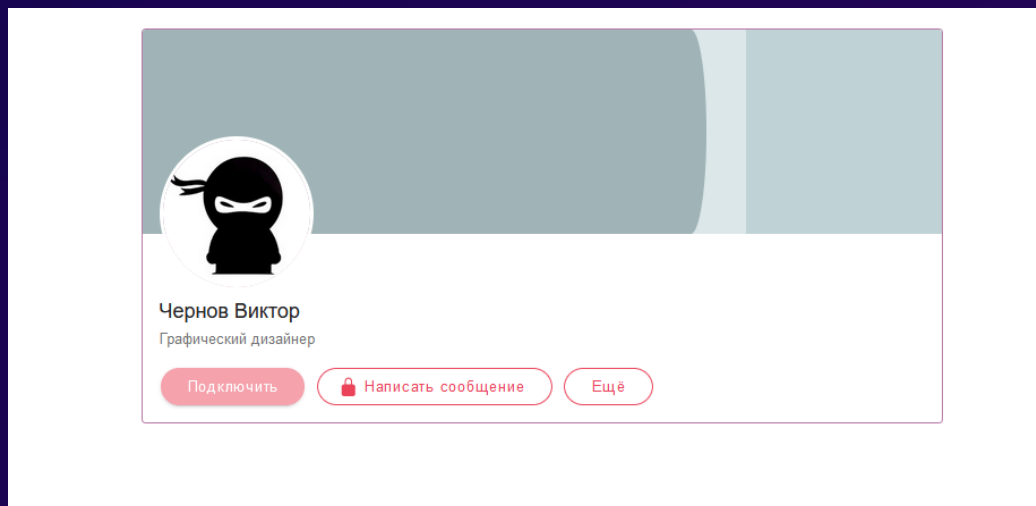 Чернов Виктор
Графический дизайнер
Подключить
Написать сообщение
Ещё